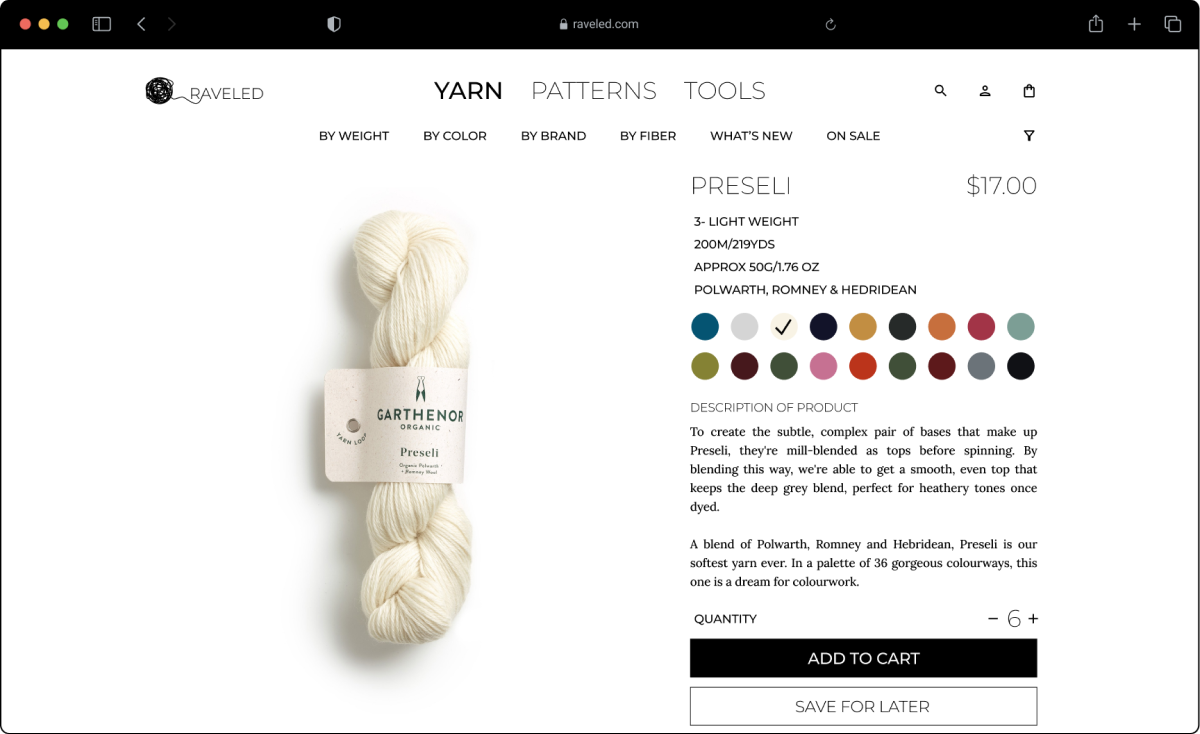 raveled.com
RAVELED
YARN PATTERNS TOOLS
BY WEIGHT BY COLOR BY BRAND BY FIBER WHAT'S NEW ON SALE
PRESELI $17.00
3- LIGHT WEIGHT
200M/219YDS
APPROX 50G/1.76 OZ
POLWARTH, ROMNEY & HEDRIDEAN
YARN LOOP
GARTHENOR
ORGANIC
Preseli
Organic Polwarth
+ Romney Wool
DESCRIPTION OF PRODUCT
To create the subtle, complex pair of bases that make up
Preseli, they're mill-blended as tops before spinning. By
blending this way, we're able to get a smooth, even top that
keeps the deep grey blend, perfect for heathery tones once
dyed.
A blend of Polwarth, Romney and Hebridean, Preseli is our
softest yarn ever. In a palette of 36 gorgeous colourways, this
one is a dream for colourwork.
QUANTITY − 6 +
ADD TO CART
SAVE FOR LATER